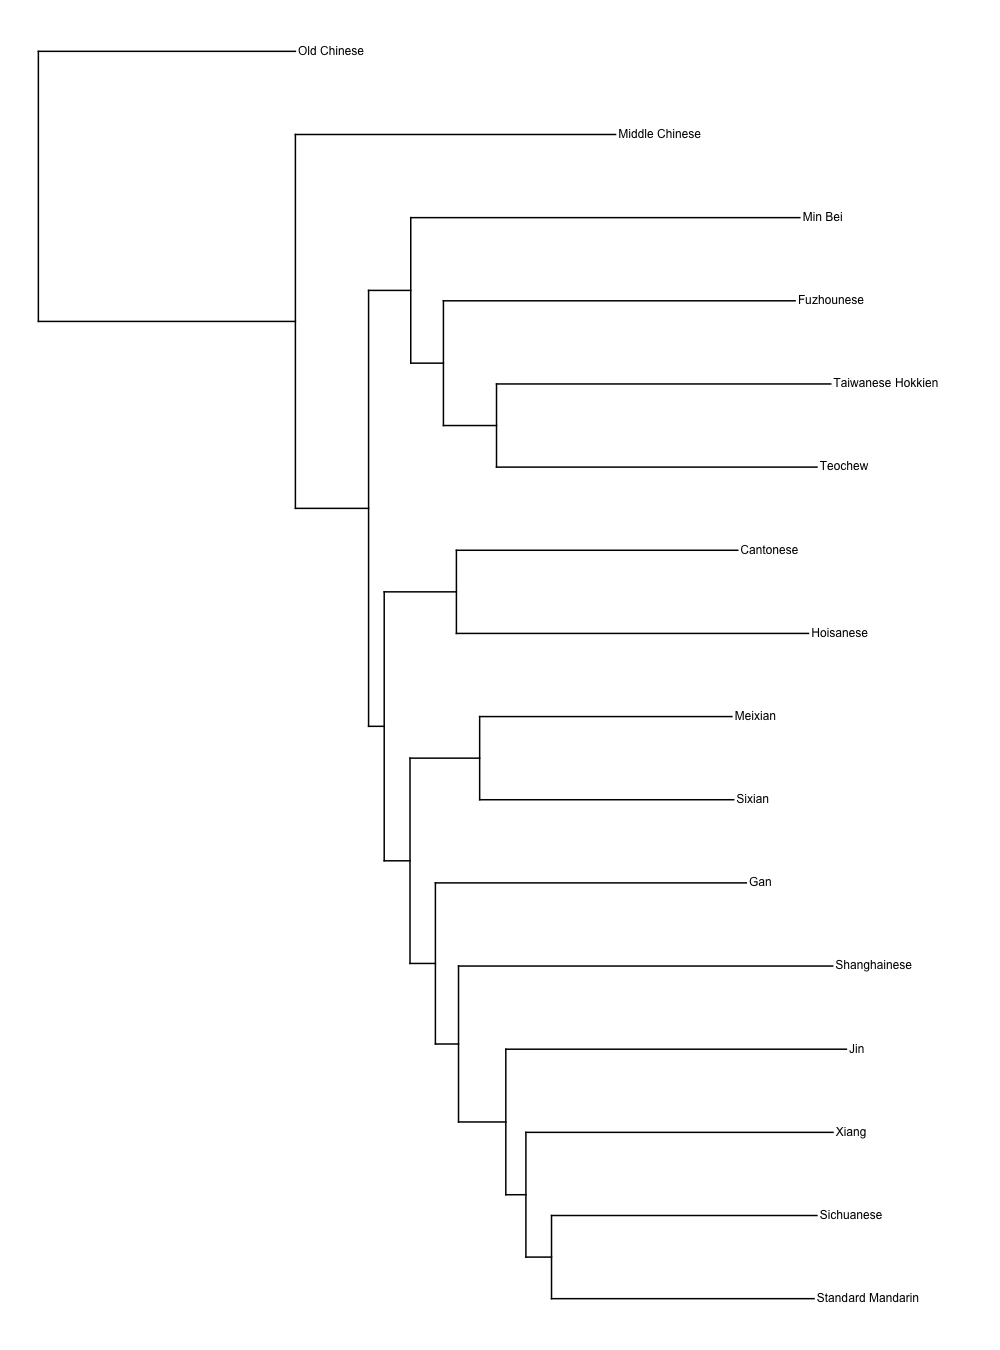 Old Chinese
Middle Chinese
Min Bei
Fuzhounese
Taiwanese Hokkien
Teochew
Cantonese
Hoisanese
Meixian
Sixian
Gan
Shanghainese
Jin
Xiang
Sichuanese
Standard Mandarin